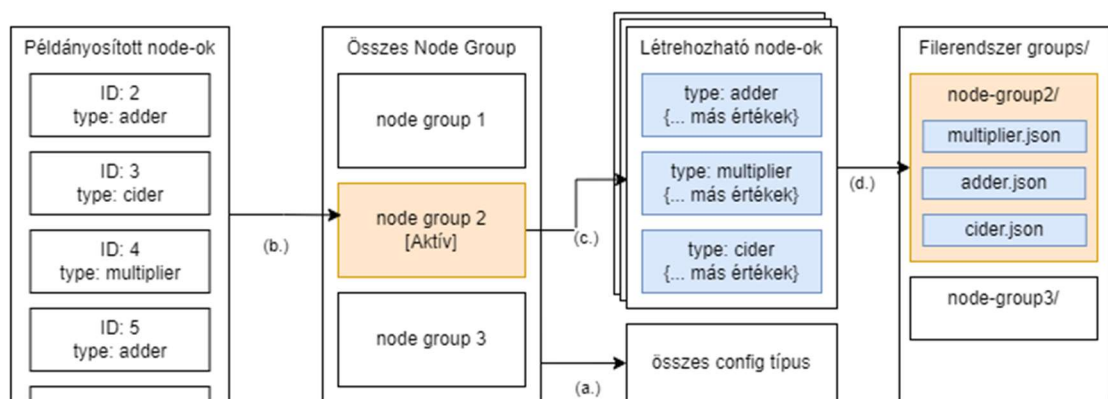 Példányosított node-ok
ID: 2
type: adder
ID: 3
type: cider
ID: 4
type: multiplier
ID: 5
type: adder
(b.)
Összes Node Group
node group 1
node group 2
[Aktív]
node group 3
(c.)
(a.)
Létrehozható node-ok
type: adder
{... más értékek}
type: multiplier
{... más értékek}
type: cider
{... más értékek}
összes config típus
(d.)
Filerendszer groups/
node-group2/
multiplier.json
adder.json
cider.json
node-group3/